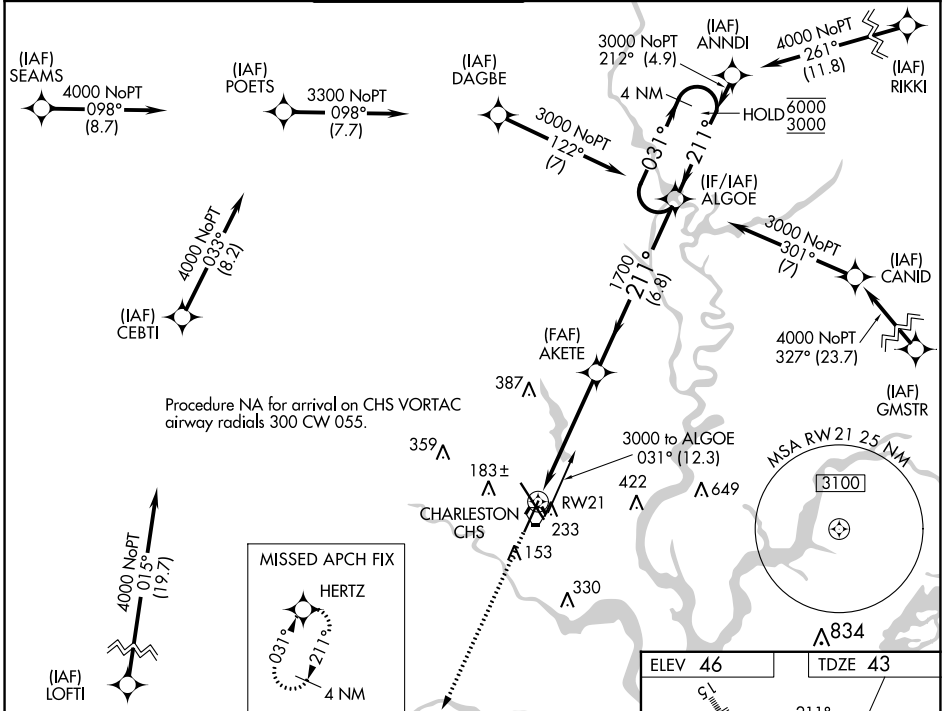 (IAF)
SEAMS
4000 NoPT
098°
(8.7)
(IAF)
POETS
3300 NoPT
098°
(7.7)
(IAF)
DAGBE
3000 NoPT
122°
(7)
3000 NoPT
212° (4.9)
(IAF)
ANNDI
4000 NoPT
261°
(11.8)
(IAF)
RIKKI
4 NM
HOLD 6000
3000
031°
211°
(IF/IAF)
ALGOE
4000 NoPT
033°
(8.2)
(IAF)
CEBTI
1700
211°
(6.8)
3000 NoPT
301°
(7)
(IAF)
CANID
4000 NoPT
327° (23.7)
(IAF)
GMSTR
(FAF)
AKETE
387
Procedure NA for arrival on CHS VORTAC
airway radials 300 CW 055.
359
3000 to ALGOE
031° (12.3)
183±
422
649
CHARLESTON
CHS
RW21
233
153
330
MSA RW21 25 NM
3100
834
4000 NoPT
015°
(19.7)
(IAF)
LOFTI
MISSED APCH FIX
HERTZ
031°
211°
4 NM
ELEV 46
TDZE 43
15
211°